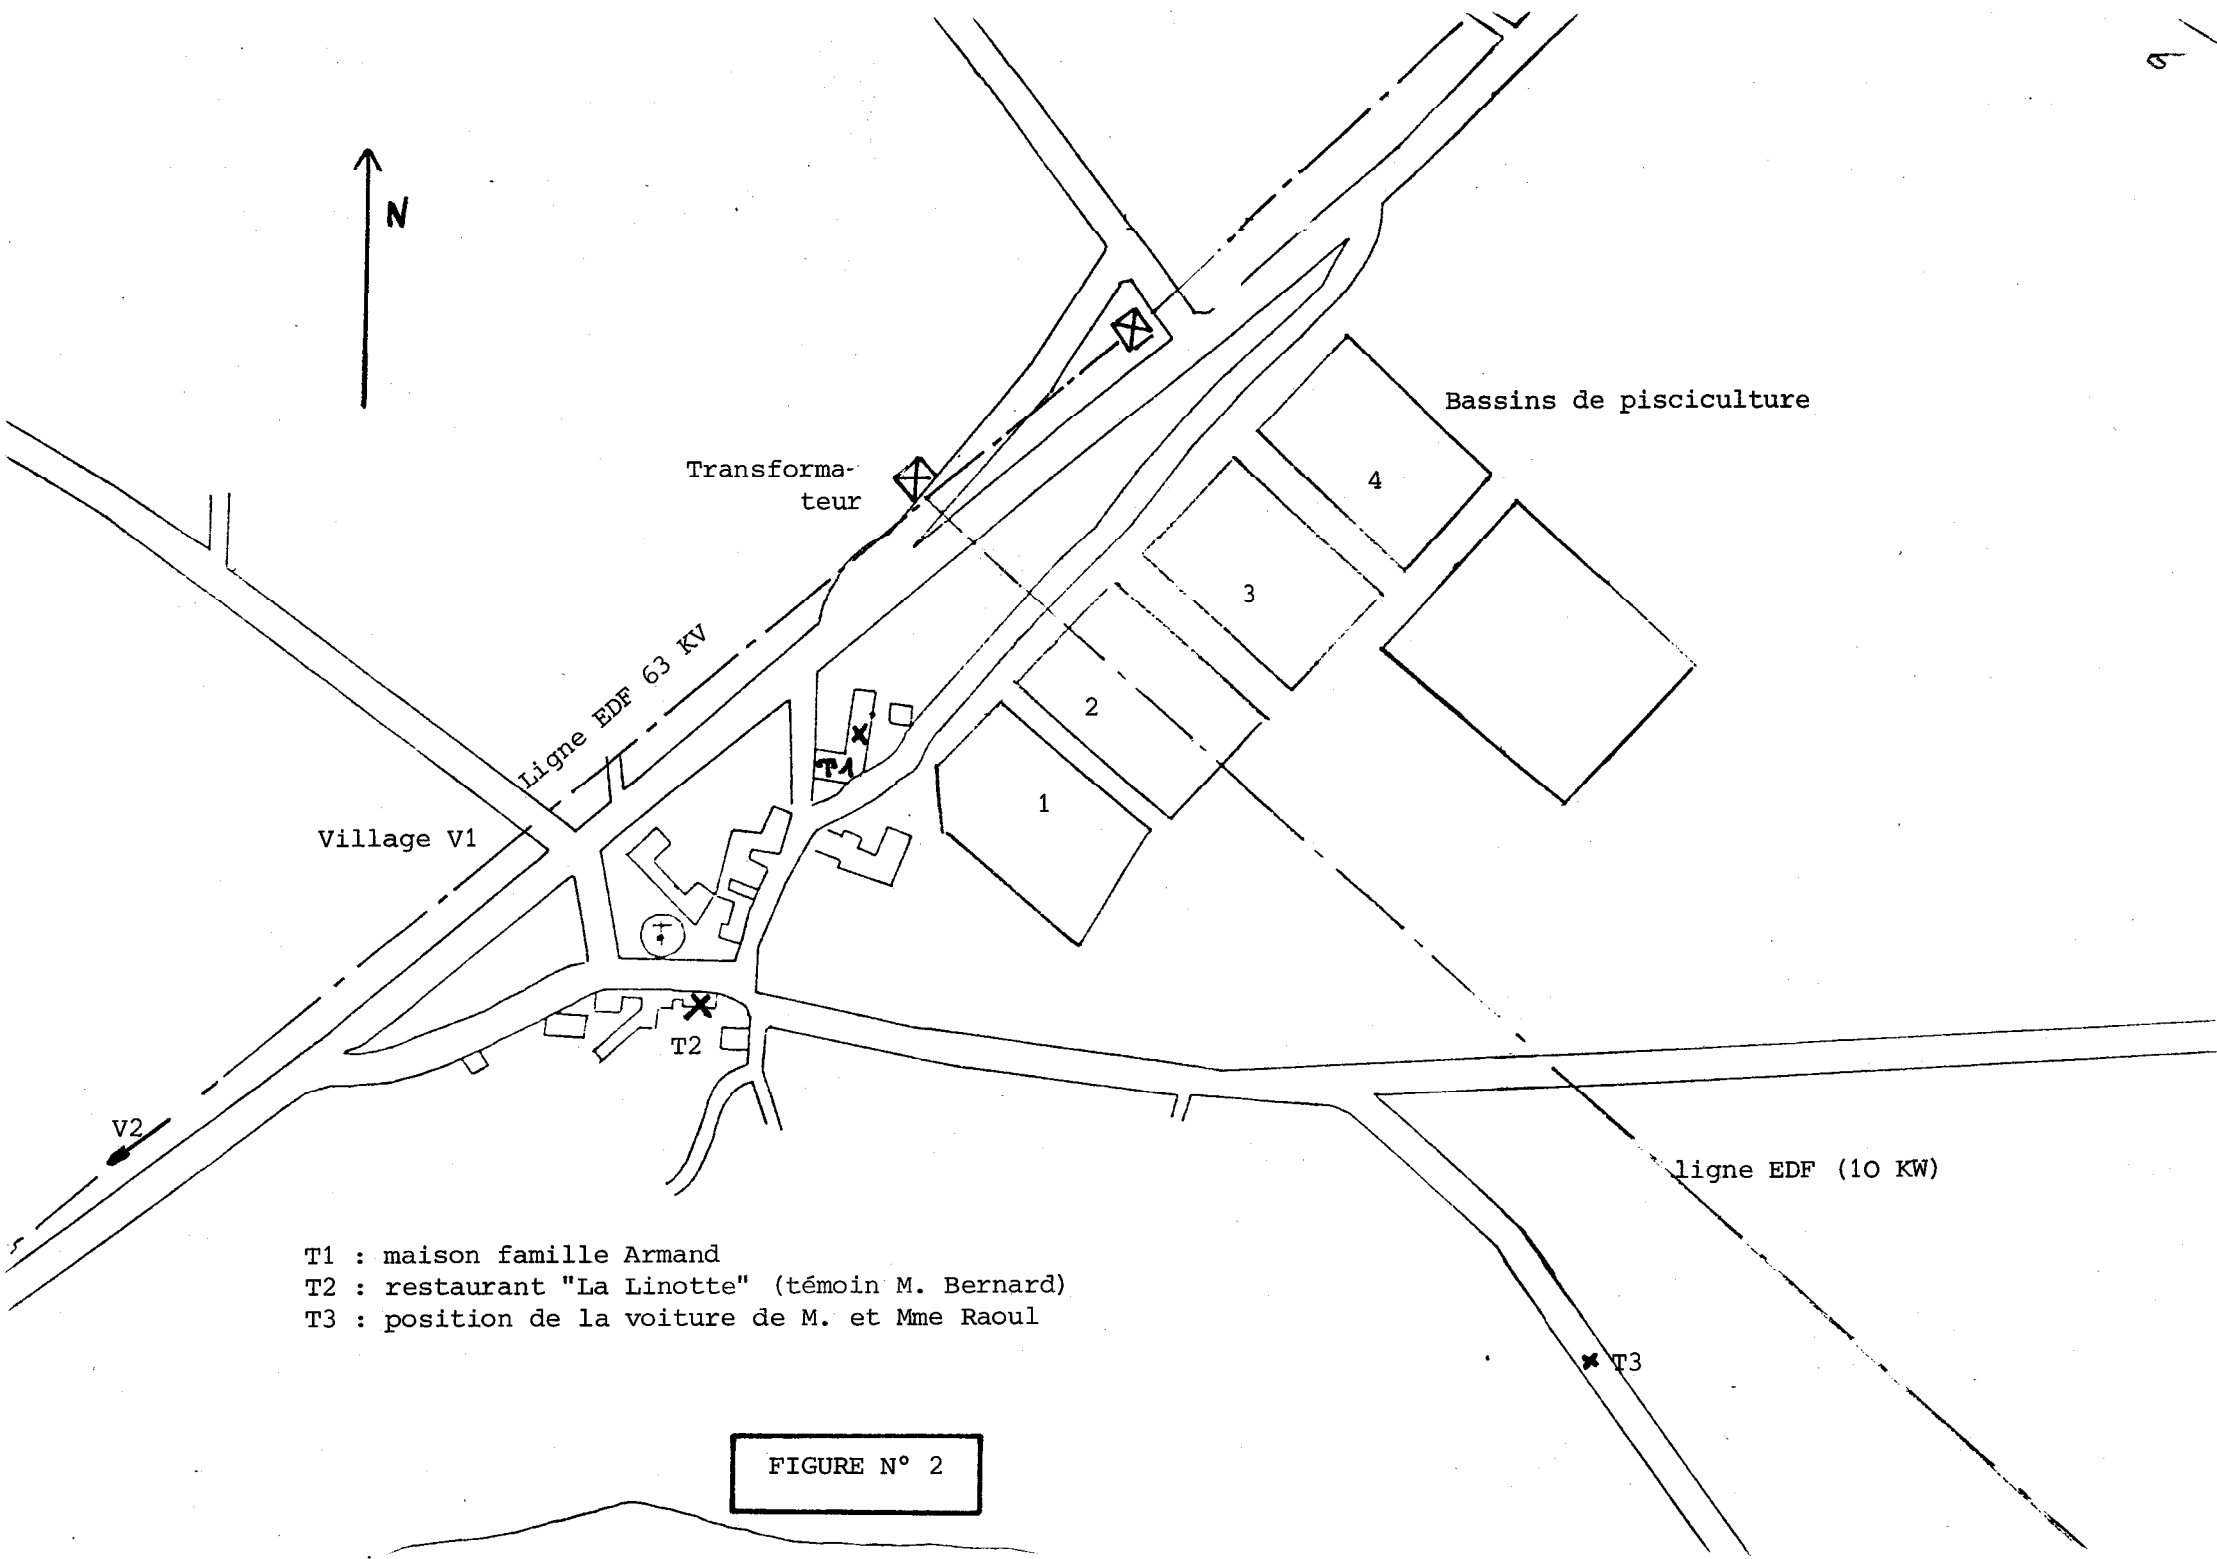 N
Bassins de pisciculture
Transforma-
teur
4
3
Ligne EDF 63 KV
2
T1
1
Village V1
T2
V2
ligne EDF (10 KW)
T1 : maison famille Armand
T2 : restaurant "La Linotte" (témoin M. Bernard)
T3 : position de la voiture de M. et Mme Raoul
T3
FIGURE N° 2